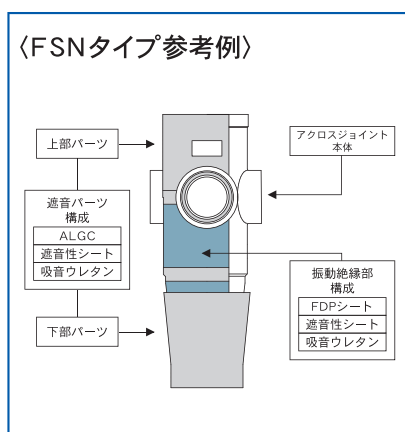 〈FSNタイプ参考例〉
上部パーツ
遮音パーツ
構成
ALGC
遮音性シート
吸音ウレタン
下部パーツ
アクロスジョイント
本体
振動絶縁部
構成
FDPシート
遮音性シート
吸音ウレタン